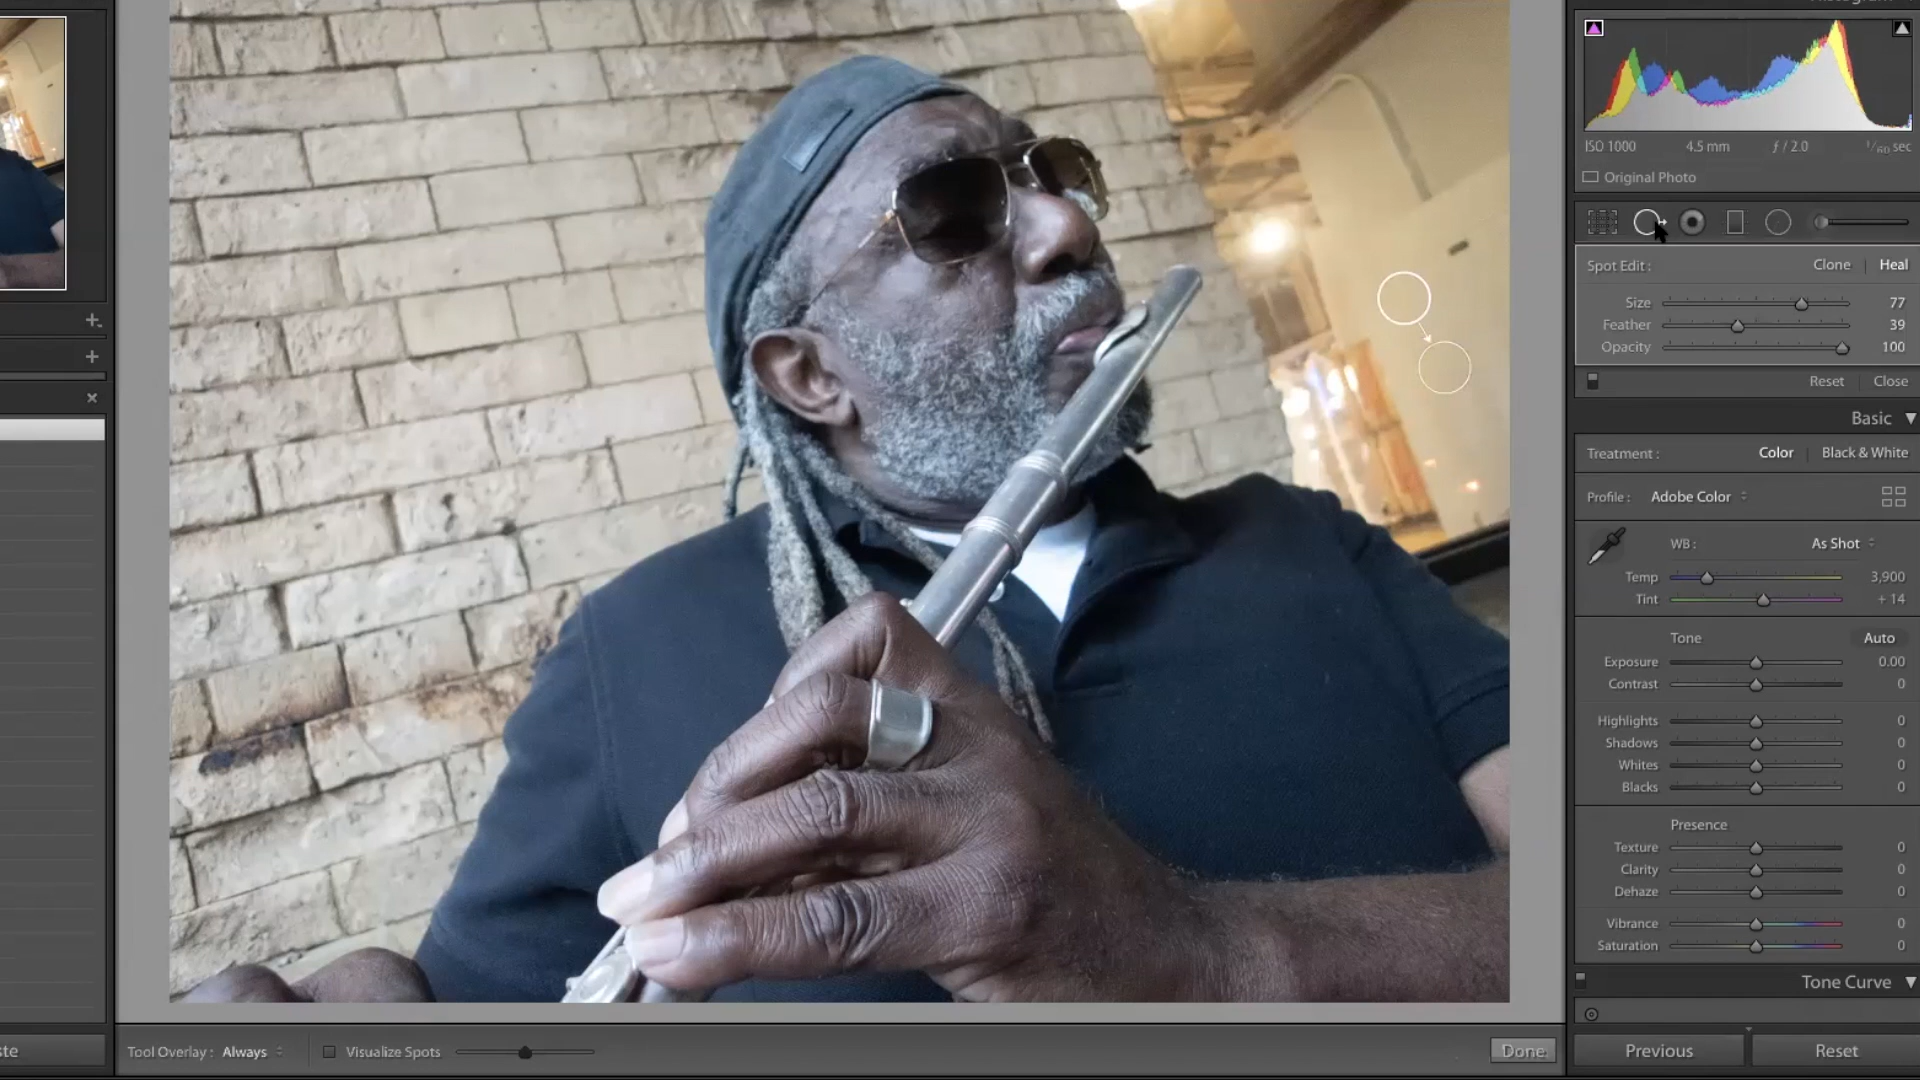 Histogram
ISO 1000 4.5 mm ƒ / 2.0 1/60 sec
Original Photo
Spot Edit : Clone | Heal
Size 77
Feather 39
Opacity 100
Reset Close
Basic
Treatment : Color Black & White
Profile : Adobe Color
WB : As Shot
Temp 3,900
Tint + 14
Tone Auto
Exposure 0.00
Contrast 0
Highlights 0
Shadows 0
Whites 0
Blacks 0
Presence
Texture 0
Clarity 0
Dehaze 0
Vibrance 0
Saturation 0
Tone Curve
ste Tool Overlay : Always Visualize Spots Done Previous Reset